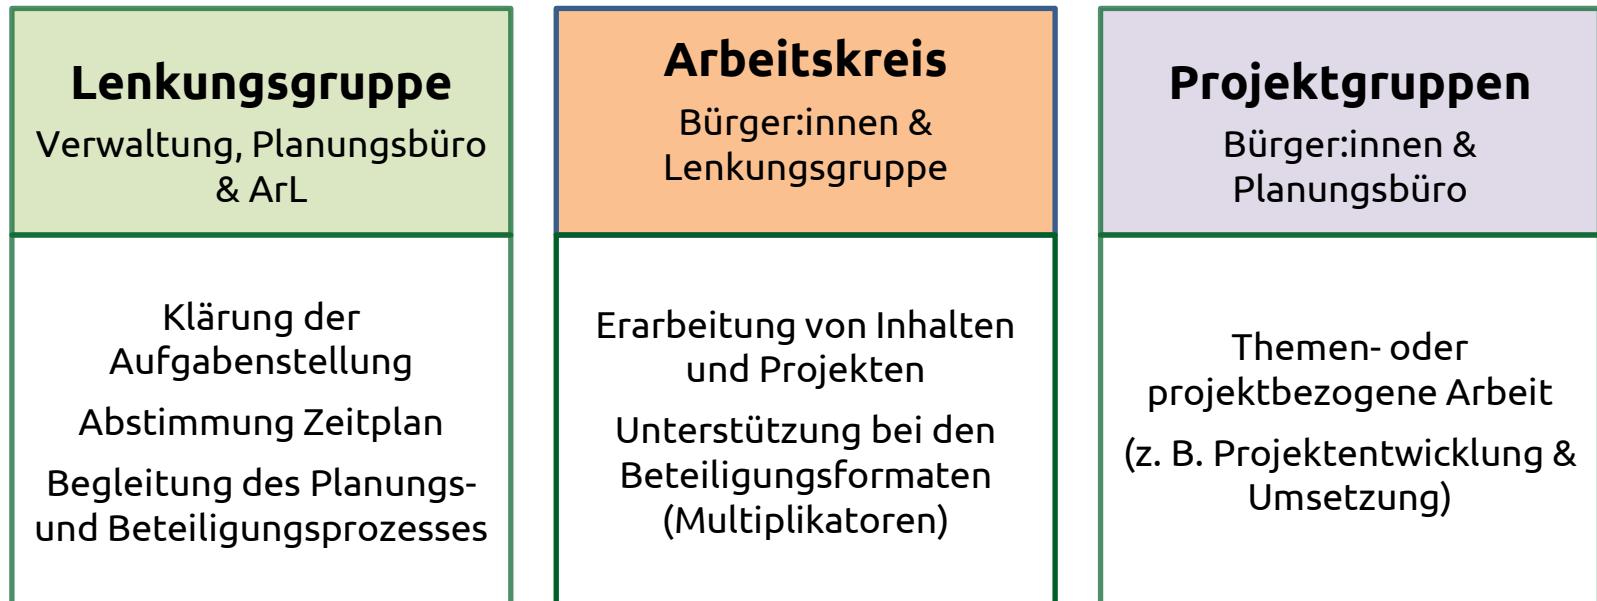 Lenkungsgruppe
Verwaltung, Planungsbüro
& ArL
Klärung der
Aufgabenstellung
Abstimmung Zeitplan
Begleitung des Planungs-
und Beteiligungsprozesses
Arbeitskreis
Bürger:innen &
Lenkungsgruppe
Erarbeitung von Inhalten
und Projekten
Unterstützung bei den
Beteiligungsformaten
(Multiplikatoren)
Projektgruppen
Bürger:innen &
Planungsbüro
Themen- oder
projektbezogene Arbeit
(z. B. Projektentwicklung &
Umsetzung)